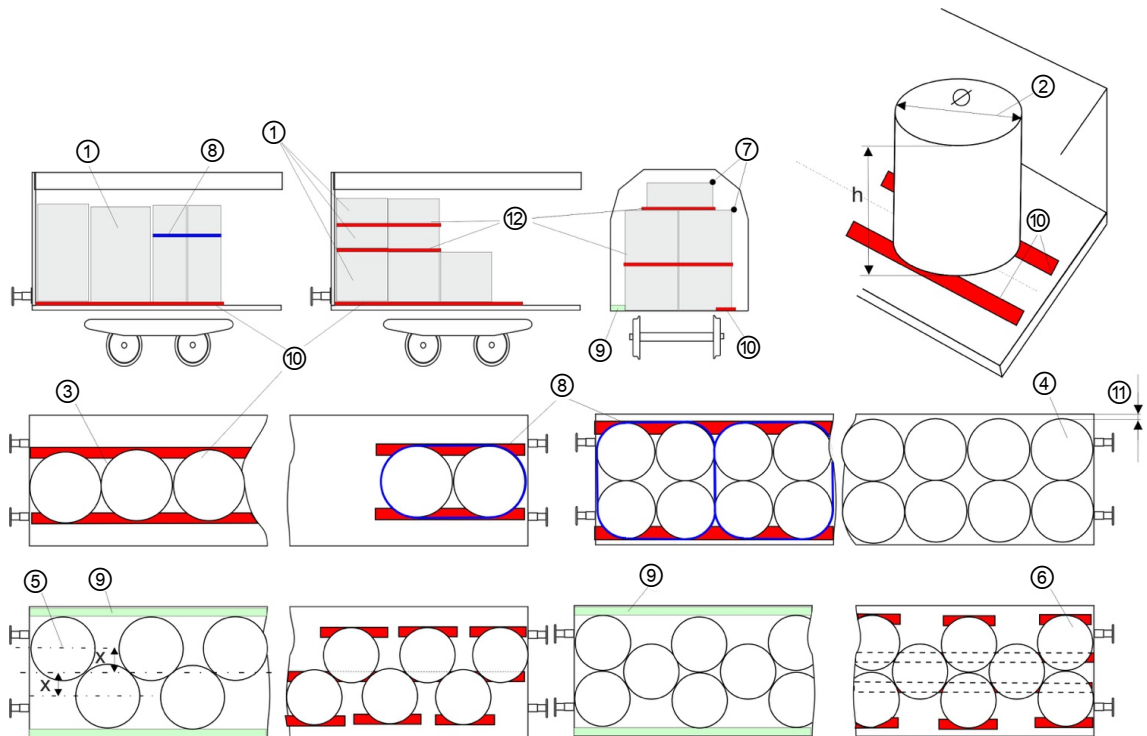 ① ⑧
①
⑦
⌀ ②
h
⑫
⑩
⑨ ⑩
⑩
③ ⑧ ④ ⑪
⑤ ⑨ ⑨ ⑥
x
x